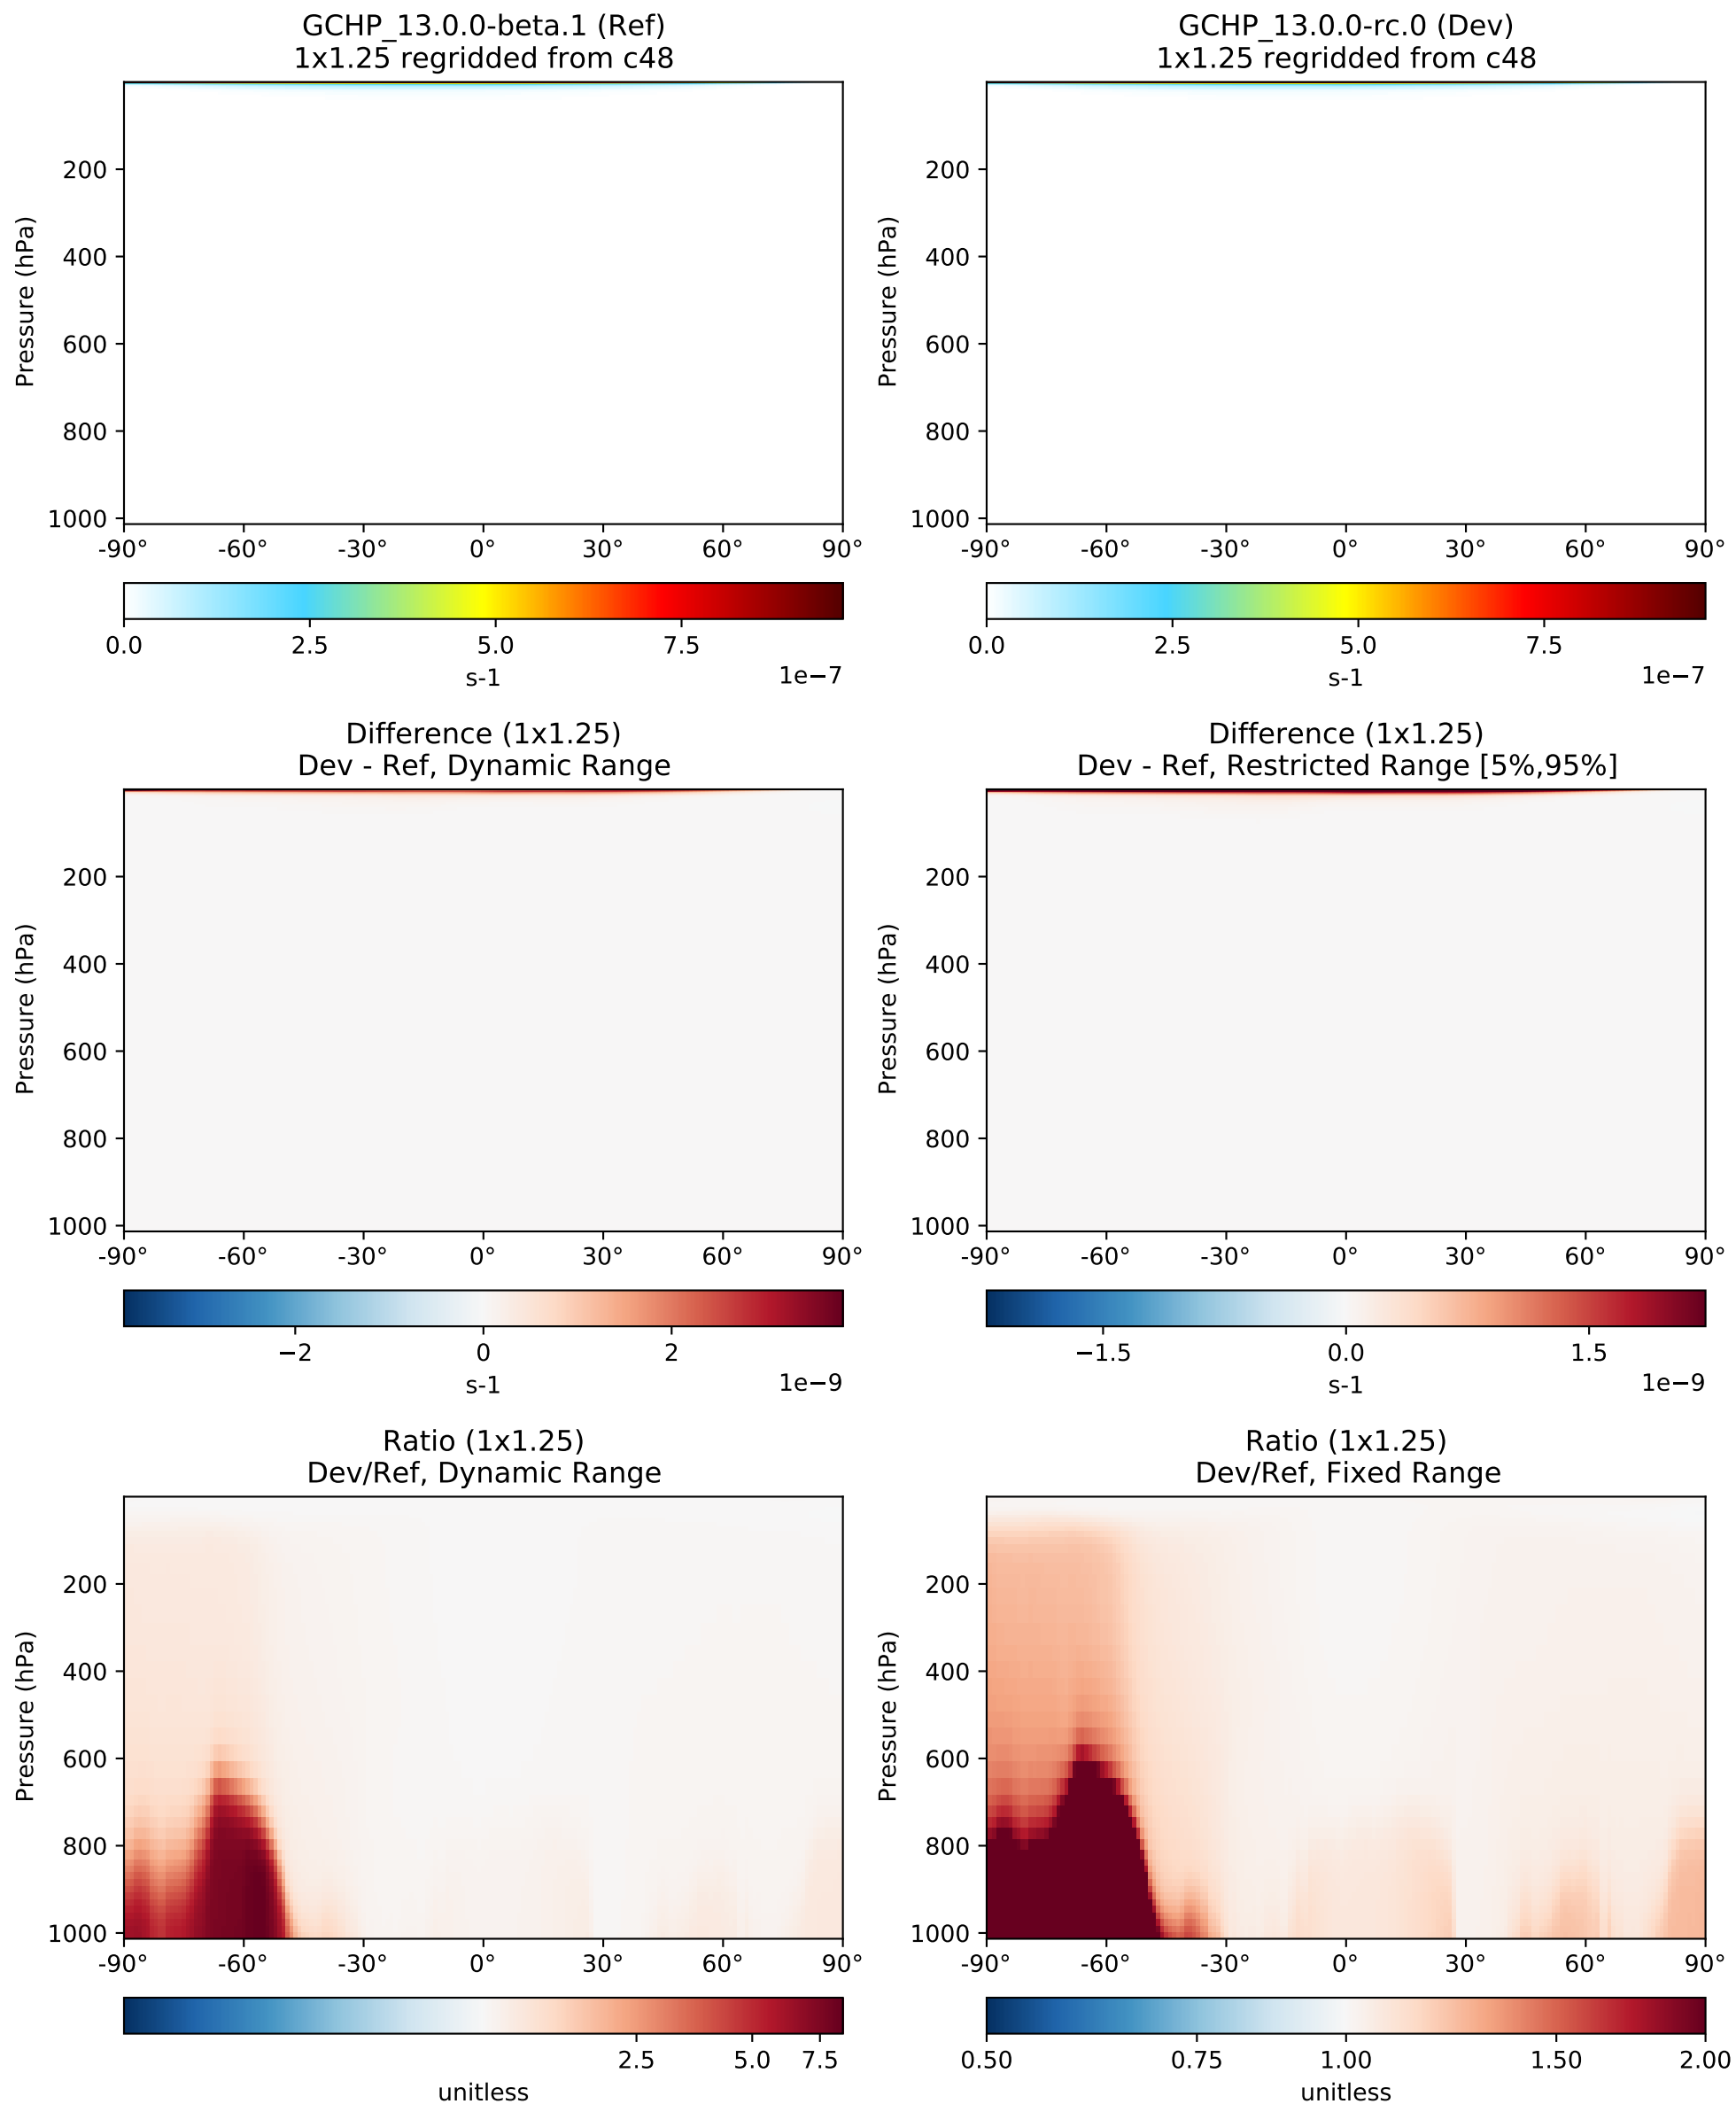 GCHP_13.0.0-beta.1 (Ref)
1x1.25 regridded from c48
Pressure (hPa)
200
400
600
800
1000
-90° -60° -30° 0° 30° 60° 90°
0.0 2.5 5.0 7.5
s-1
1e−7
GCHP_13.0.0-rc.0 (Dev)
1x1.25 regridded from c48
Pressure (hPa)
200
400
600
800
1000
-90° -60° -30° 0° 30° 60° 90°
0.0 2.5 5.0 7.5
s-1
1e−7
Difference (1x1.25)
Dev - Ref, Dynamic Range
Pressure (hPa)
200
400
600
800
1000
-90° -60° -30° 0° 30° 60° 90°
−2 0 2
s-1
1e−9
Difference (1x1.25)
Dev - Ref, Restricted Range [5%,95%]
Pressure (hPa)
200
400
600
800
1000
-90° -60° -30° 0° 30° 60° 90°
−1.5 0.0 1.5
s-1
1e−9
Ratio (1x1.25)
Dev/Ref, Dynamic Range
Pressure (hPa)
200
400
600
800
1000
-90° -60° -30° 0° 30° 60° 90°
2.5 5.0 7.5
unitless
Ratio (1x1.25)
Dev/Ref, Fixed Range
Pressure (hPa)
200
400
600
800
1000
-90° -60° -30° 0° 30° 60° 90°
0.50 0.75 1.00 1.50 2.00
unitless